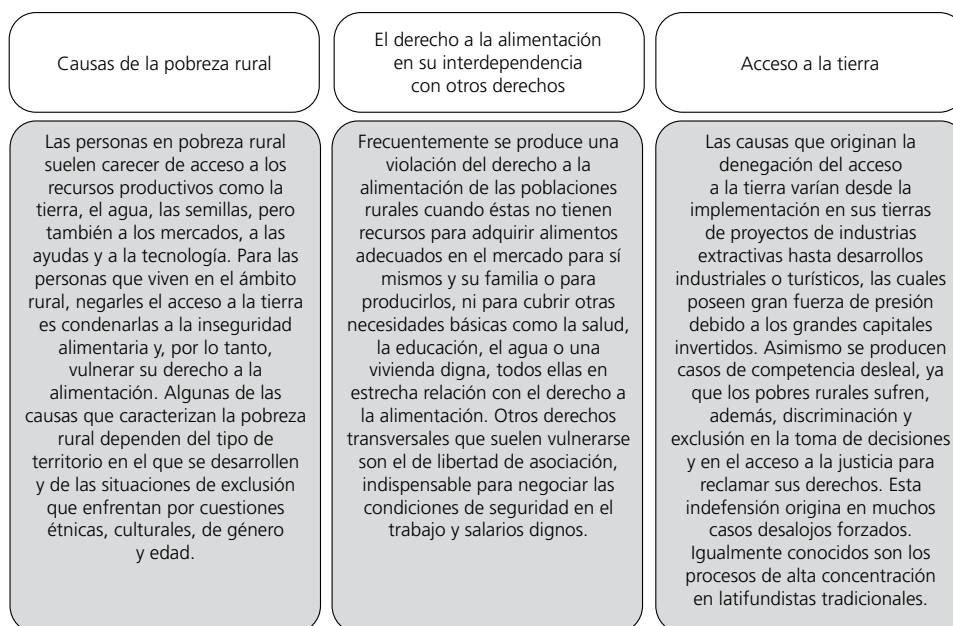 Causas de la pobreza rural
Las personas en pobreza rural
suelen carecer de acceso a los
recursos productivos como la
tierra, el agua, las semillas, pero
también a los mercados, a las
ayudas y a la tecnología. Para las
personas que viven en el ámbito
rural, negarles el acceso a la tierra
es condenarlas a la inseguridad
alimentaria y, por lo tanto,
vulnerar su derecho a la
alimentación. Algunas de las
causas que caracterizan la pobreza
rural dependen del tipo de
territorio en el que se desarrollen
y de las situaciones de exclusión
que enfrentan por cuestiones
étnicas, culturales, de género
y edad.
El derecho a la alimentación
en su interdependencia
con otros derechos
Frecuentemente se produce una
violación del derecho a la
alimentación de las poblaciones
rurales cuando éstas no tienen
recursos para adquirir alimentos
adecuados en el mercado para sí
mismos y su familia o para
producirlos, ni para cubrir otras
necesidades básicas como la salud,
la educación, el agua o una
vivienda digna, todos ellas en
estrecha relación con el derecho a
la alimentación. Otros derechos
transversales que suelen vulnerarse
son el de libertad de asociación,
indispensable para negociar las
condiciones de seguridad en el
trabajo y salarios dignos.
Acceso a la tierra
Las causas que originan la
denegación del acceso
a la tierra varían desde la
implementación en sus tierras
de proyectos de industrias
extractivas hasta desarrollos
industriales o turísticos, las cuales
poseen gran fuerza de presión
debido a los grandes capitales
invertidos. Asimismo se producen
casos de competencia desleal, ya
que los pobres rurales sufren,
además, discriminación y
exclusión en la toma de decisiones
y en el acceso a la justicia para
reclamar sus derechos. Esta
indefensión origina en muchos
casos desalojos forzados.
Igualmente conocidos son los
procesos de alta concentración
en latifundistas tradicionales.